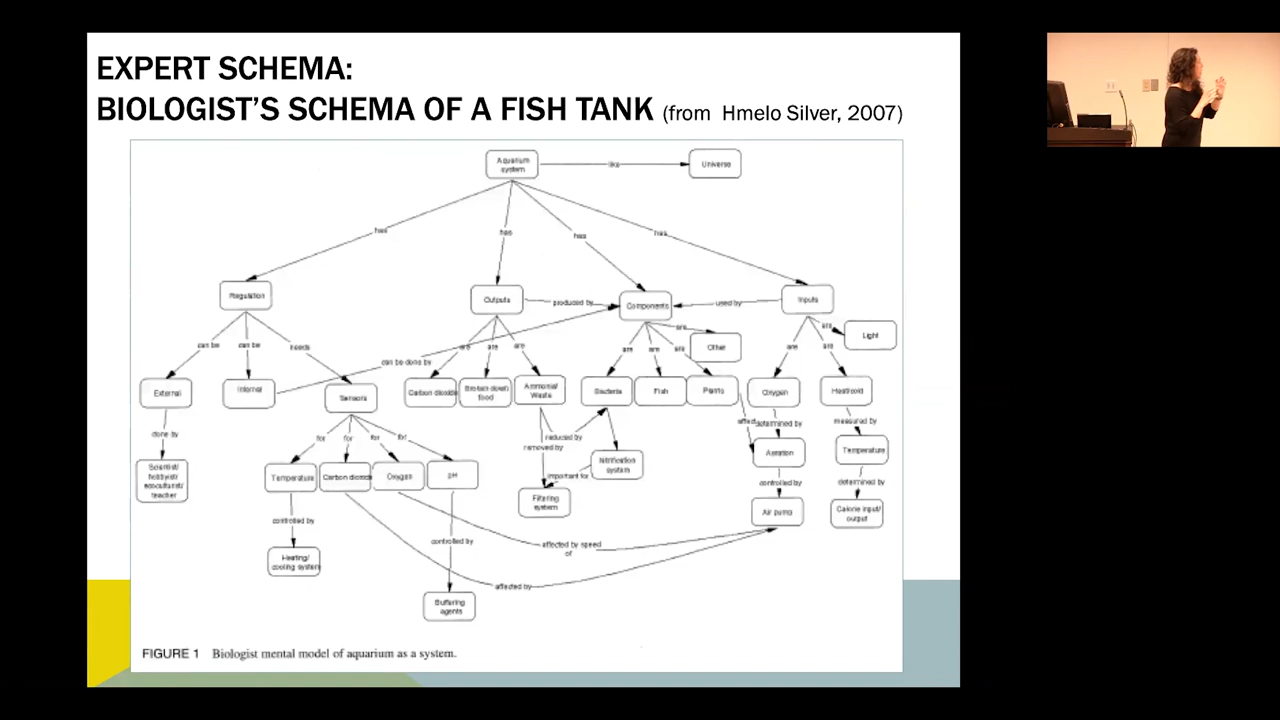 EXPERT SCHEMA:
BIOLOGIST'S SCHEMA OF A FISH TANK (from Hmelo Silver, 2007)
Aquarium
system
like
Universe
has
has
has
has
Regulation
Outputs
produced by
Components
used by
Inputs
can be
can be
needs
can be done by
are
are
are
are
are
are
are
Other
are
are
are
Light
External
Internal
Sensors
Carbon dioxide
Broken down
food
Ammonia/
Waste
Bacteria
Fish
Plants
Oxygen
Heat/cold
done by
for
for
for
for
reduced by
removed by
affect
determined by
measured by
Scientist/
hobbyist/
aquaculturist/
teacher
Temperature
Carbon dioxide
Oxygen
pH
important for
Nitrification
system
Aeration
Temperature
Filtering
system
controlled by
determined by
controlled by
Air pump
Calorie input/
output
controlled by
affected by speed
of
Heating/
cooling system
affected by
Buffering
agents
FIGURE 1 Biologist mental model of aquarium as a system.